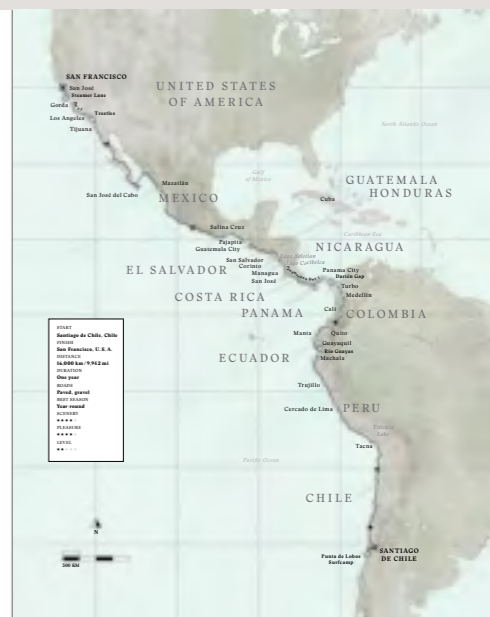 SAN FRANCISCO
San José
Steamer Lane
Gorda
Trestles
Los Angeles
Tijuana
UNITED STATES
OF AMERICA
North Atlantic Ocean
Gulf
of Mexico
San José del Cabo
Mazatlán
MEXICO
Cuba
GUATEMALA
HONDURAS
Salina Cruz
Caribbean Sea
Pajapita
Guatemala City
NICARAGUA
San Salvador
Corinto
Managua
San José
EL SALVADOR
Panama City
Darién Gap
Turbo
Medellín
COSTA RICA
PANAMA
Cali
COLOMBIA
Manta
Quito
Guayaquil
Río Guayas
Machala
ECUADOR
Trujillo
Cercado de Lima
PERU
Titicaca
Lake
Tacna
Pacific Ocean
CHILE
Punta de Lobos
Surfcamp
SANTIAGO
DE CHILE
START
Santiago de Chile, Chile
FINISH
San Francisco, U.S.A.
DISTANCE
16,000 km/9,942 mi
DURATION
One year
ROADS
Paved, gravel
BEST SEASON
Year-round
SCENERY
PLEASURE
LEVEL
N
500 KM